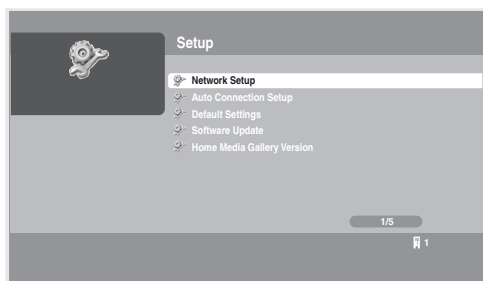 Setup
Network Setup
Auto Connection Setup
Default Settings
Software Update
Home Media Gallery Version
1/5
1